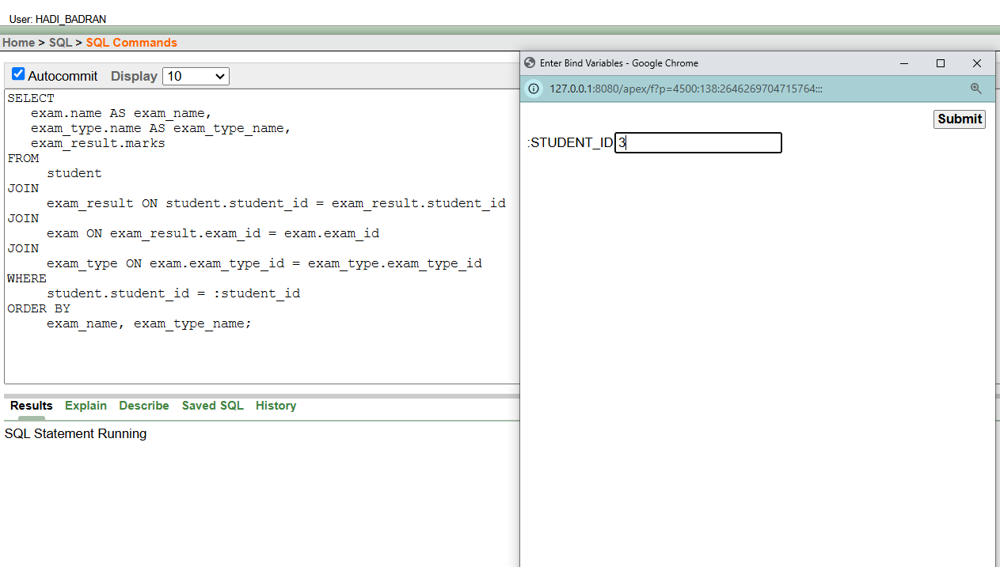 User: HADI_BADRAN
Home > SQL > SQL Commands
Autocommit Display 10
SELECT
exam.name AS exam_name,
exam_type.name AS exam_type_name,
exam_result.marks
FROM
student
JOIN
exam_result ON student.student_id = exam_result.student_id
JOIN
exam ON exam_result.exam_id = exam.exam_id
JOIN
exam_type ON exam.exam_type_id = exam_type.exam_type_id
WHERE
student.student_id = :student_id
ORDER BY
exam_name, exam_type_name;
Results Explain Describe Saved SQL History
SQL Statement Running
Enter Bind Variables - Google Chrome
127.0.0.1:8080/apex/f?p=4500:138:2646269704715764:::
Submit
:STUDENT_ID 3